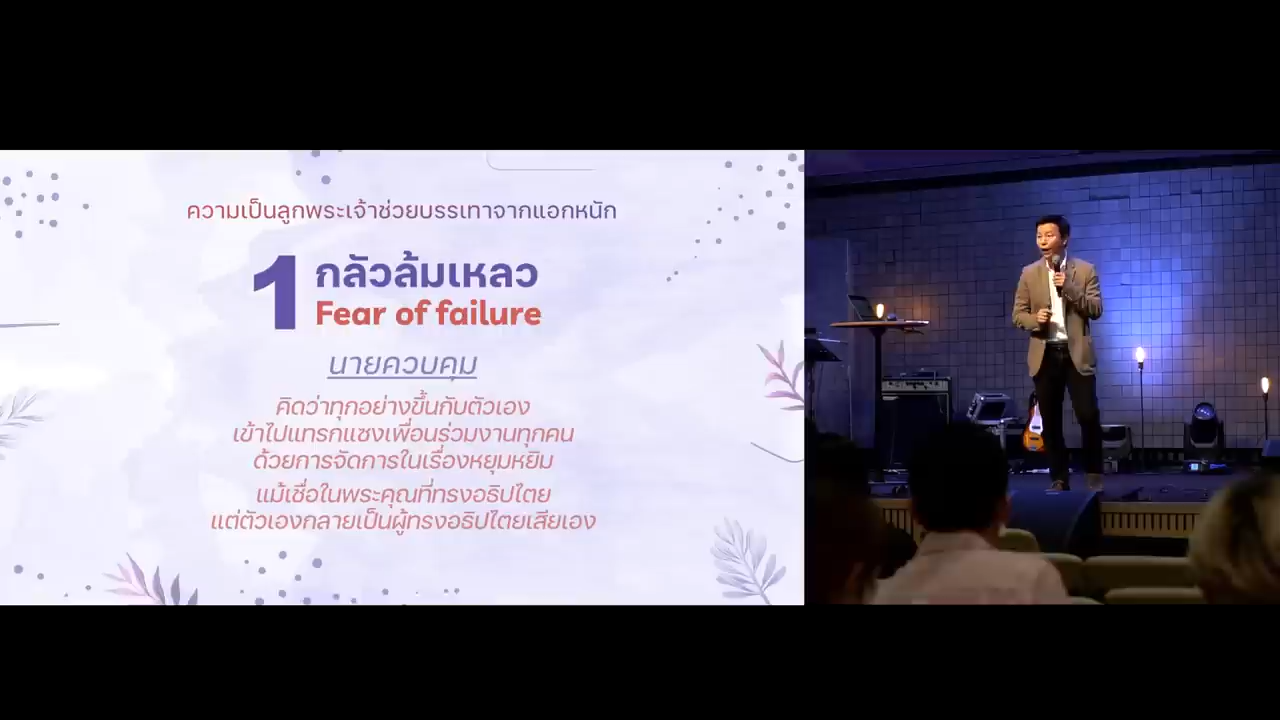 ความเป็นลูกพระเจ้าช่วยบรรเทาจากแอกหนัก
1 กลัวล้มเหลว
Fear of failure
นายควบคุม
คิดว่าทุกอย่างขึ้นกับตัวเอง
เข้าไปแทรกแซงเพื่อนร่วมงานทุกคน
ด้วยการจัดการในเรื่องหยุมหยิม
แม้เชื่อในพระคุณที่ทรงอธิปไตย
แต่ตัวเองกลายเป็นผู้ทรงอธิปไตยเสียเอง